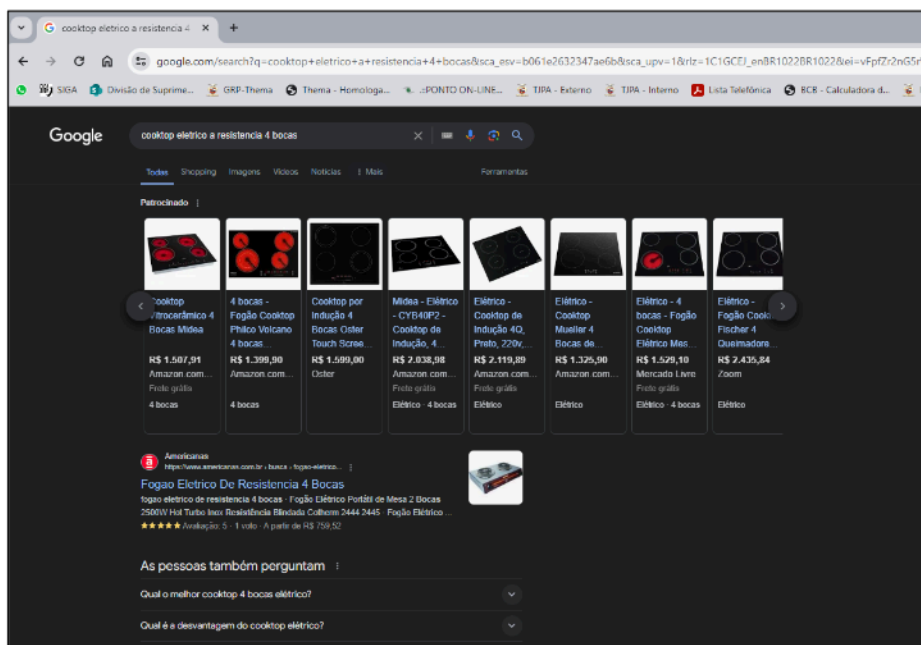 cooktop eletrico a resistencia 4
google.com/search?q=cooktop+eletrico+a+resistencia+4+bocas&sca_esv=b061e2632347ae6b&sca_upv=1&rlz=1C1GCEJ_enBR1022BR1022&ei=vFpfZr2nG5r
SIGA Divisão de Suprime... GRP-Thema Thema - Homologa... .:PONTO ON-LINE... TJPA - Externo TJPA - Interno Lista Telefônica BCB - Calculadora d...
Google cooktop eletrico a resistencia 4 bocas
Todas Shopping Imagens Vídeos Notícias Mais Ferramentas
Patrocinado
Cooktop
Vitrocerâmico 4
Bocas Midea
R$ 1.507,91
Amazon.com...
Frete grátis
4 bocas
4 bocas -
Fogão Cooktop
Philco Volcano
4 bocas...
R$ 1.399,90
Amazon.com...
Frete grátis
4 bocas
Cooktop por
Indução 4
Bocas Oster
Touch Scree...
R$ 1.599,00
Oster
Midea - Elétrico
- CYB40P2 -
Cooktop de
Indução, 4...
R$ 2.038,98
Amazon.com...
Frete grátis
Elétrico · 4 bocas
Elétrico -
Cooktop de
Indução 4Q,
Preto, 220v,...
R$ 2.119,89
Amazon.com...
Frete grátis
Elétrico
Elétrico -
Cooktop
Mueller 4
Bocas de...
R$ 1.325,90
Amazon.com...
Elétrico
Elétrico - 4
bocas - Fogão
Cooktop
Elétrico Mes...
R$ 1.529,10
Mercado Livre
Frete grátis
Elétrico · 4 bocas
Elétrico -
Fogão Cook
Fischer 4
Queimadore...
R$ 2.435,84
Zoom
Elétrico
Americanas
https://www.americanas.com.br › busca › fogao-eletrico...
Fogao Eletrico De Resistencia 4 Bocas
fogao eletrico de resistencia 4 bocas · Fogão Elétrico Portátil de Mesa 2 Bocas
2500W Hot Turbo Inox Resistência Blindada Cotherm 2444 2445 · Fogão Elétrico ...
Avaliação: 5 · 1 voto · A partir de R$ 759,52
As pessoas também perguntam
Qual o melhor cooktop 4 bocas elétrico?
Qual é a desvantagem do cooktop elétrico?